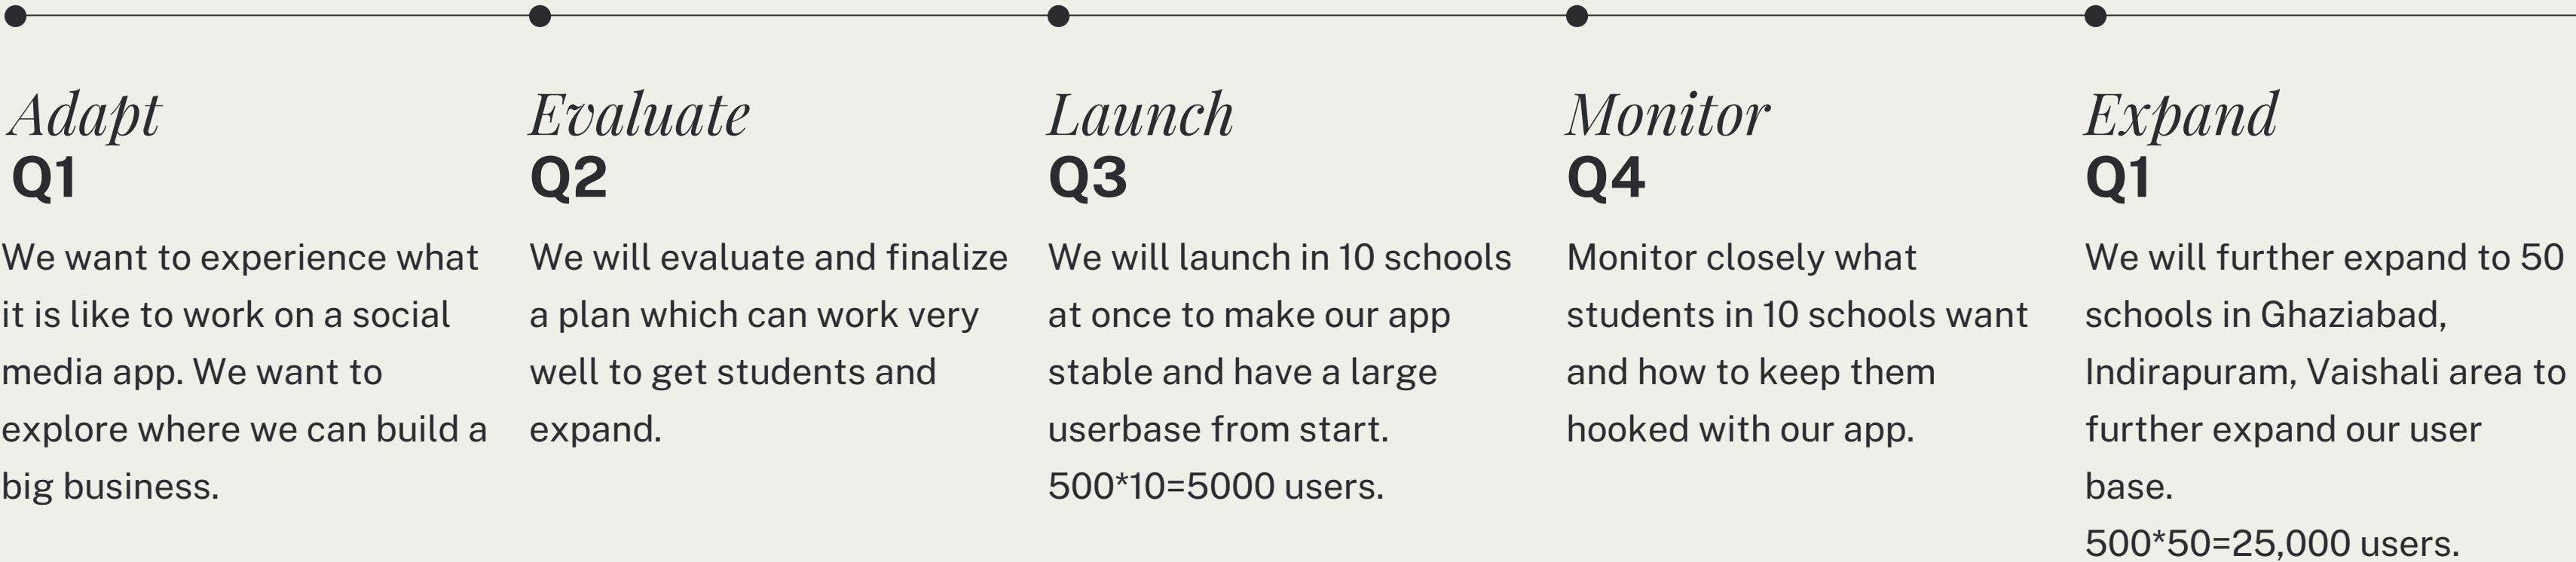 Adapt
Q1
We want to experience what
it is like to work on a social
media app. We want to
explore where we can build a
big business.
Evaluate
Q2
We will evaluate and finalize
a plan which can work very
well to get students and
expand.
Launch
Q3
We will launch in 10 schools
at once to make our app
stable and have a large
userbase from start.
500*10=5000 users.
Monitor
Q4
Monitor closely what
students in 10 schools want
and how to keep them
hooked with our app.
Expand
Q1
We will further expand to 50
schools in Ghaziabad,
Indirapuram, Vaishali area to
further expand our user
base.
500*50=25,000 users.